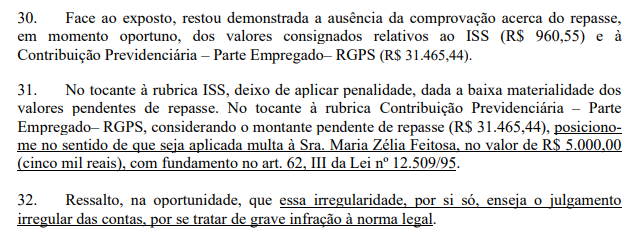 30. Face ao exposto, restou demonstrada a ausência da comprovação acerca do repasse,
em momento oportuno, dos valores consignados relativos ao ISS (R$ 960,55) e à
Contribuição Previdenciária – Parte Empregado– RGPS (R$ 31.465,44).
31. No tocante à rubrica ISS, deixo de aplicar penalidade, dada a baixa materialidade dos
valores pendentes de repasse. No tocante à rubrica Contribuição Previdenciária – Parte
Empregado– RGPS, considerando o montante pendente de repasse (R$ 31.465,44), posiciono-
me no sentido de que seja aplicada multa à Sra. Maria Zélia Feitosa, no valor de R$ 5.000,00
(cinco mil reais), com fundamento no art. 62, III da Lei nº 12.509/95.
32. Ressalto, na oportunidade, que essa irregularidade, por si só, enseja o julgamento
irregular das contas, por se tratar de grave infração à norma legal.